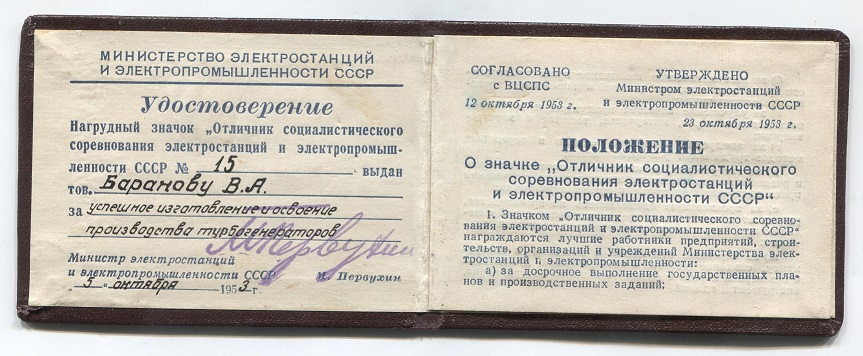 МИНИСТЕРСТВО ЭЛЕКТРОСТАНЦИЙ
И ЭЛЕКТРОПРОМЫШЛЕННОСТИ СССР
Удостоверение
Нагрудный значок „Отличник социалистического
соревнования электростанций и электропромыш-
ленности СССР № 15 выдан
тов. Баранову В.А.
за успешное изготовление и освоение
производства турбогенераторов
Министр электростанций
и электропромышленности СССР М. Первухин
„5„ октября 1953 г.
СОГЛАСОВАНО
с ВЦСПС
12 октября 1953 г.
УТВЕРЖДЕНО
Министром электростанций
и электропромышленности СССР
23 октября 1953 г.
ПОЛОЖЕНИЕ
О значке „Отличник социалистического
соревнования электростанций
и электропромышленности СССР“
1. Значком „Отличник социалистического соревно-
вания электростанций и электропромышленности СССР“
награждаются лучшие работники предприятий, строи-
тельств, организаций и учреждений Министерства элек-
тростанций и электропромышленности:
а) за досрочное выполнение государственных пла-
нов и производственных заданий;